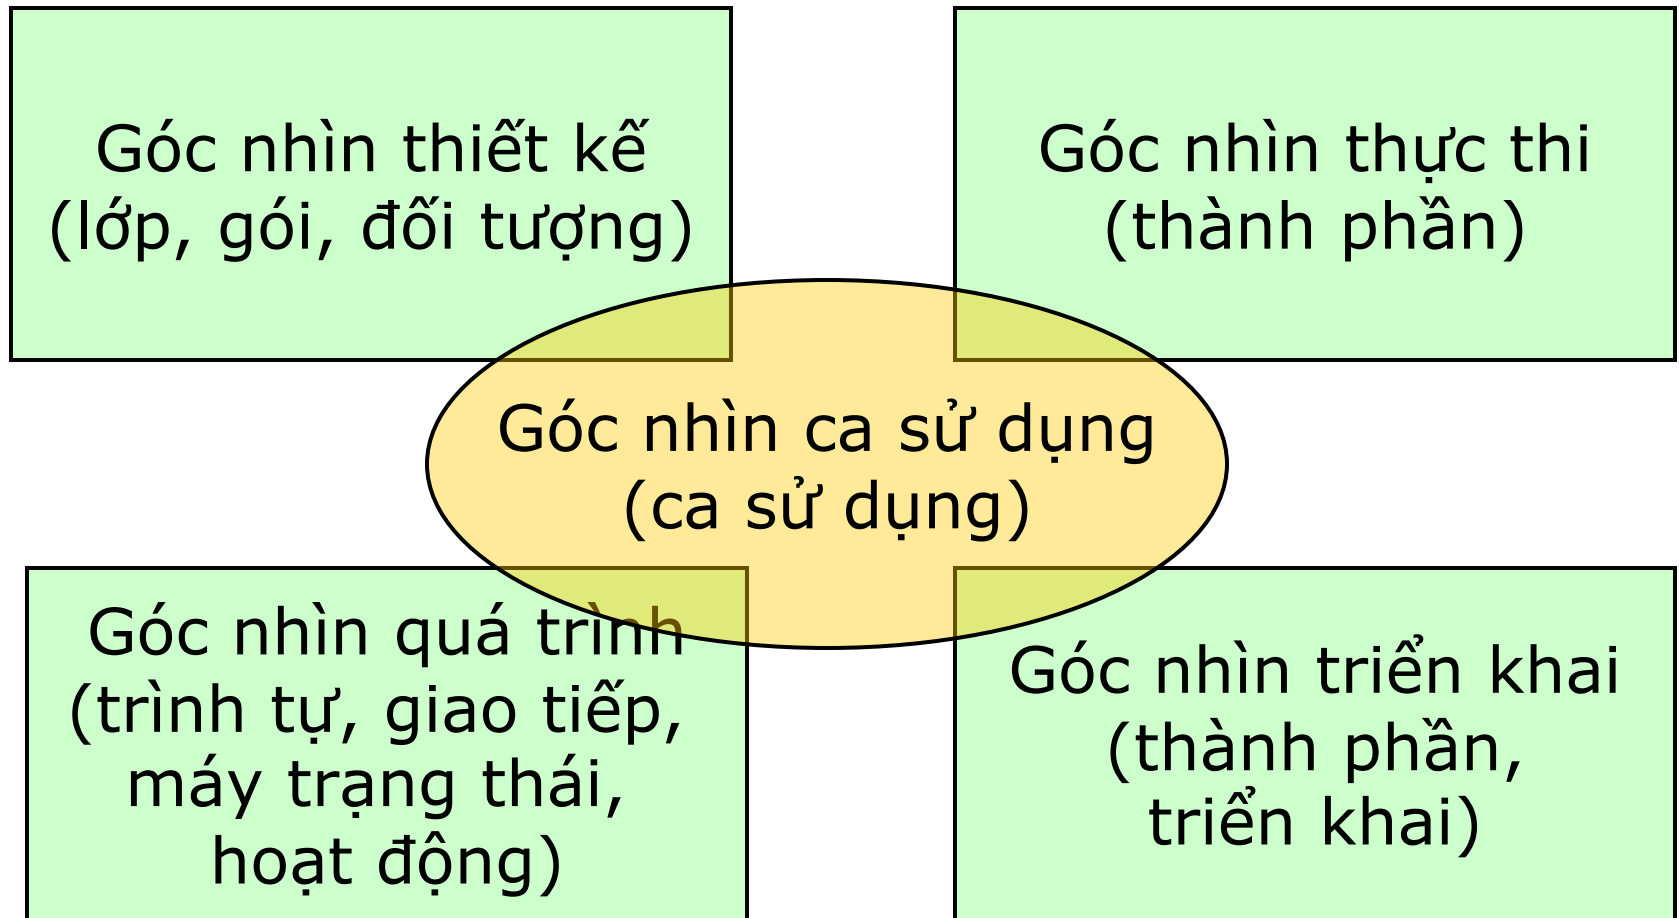 Góc nhìn thiết kế
(lớp, gói, đối tượng)
Góc nhìn thực thi
(thành phần)
Góc nhìn ca sử dụng
(ca sử dụng)
Góc nhìn quá trình
(trình tự, giao tiếp,
máy trạng thái,
hoạt động)
Góc nhìn triển khai
(thành phần,
triển khai)